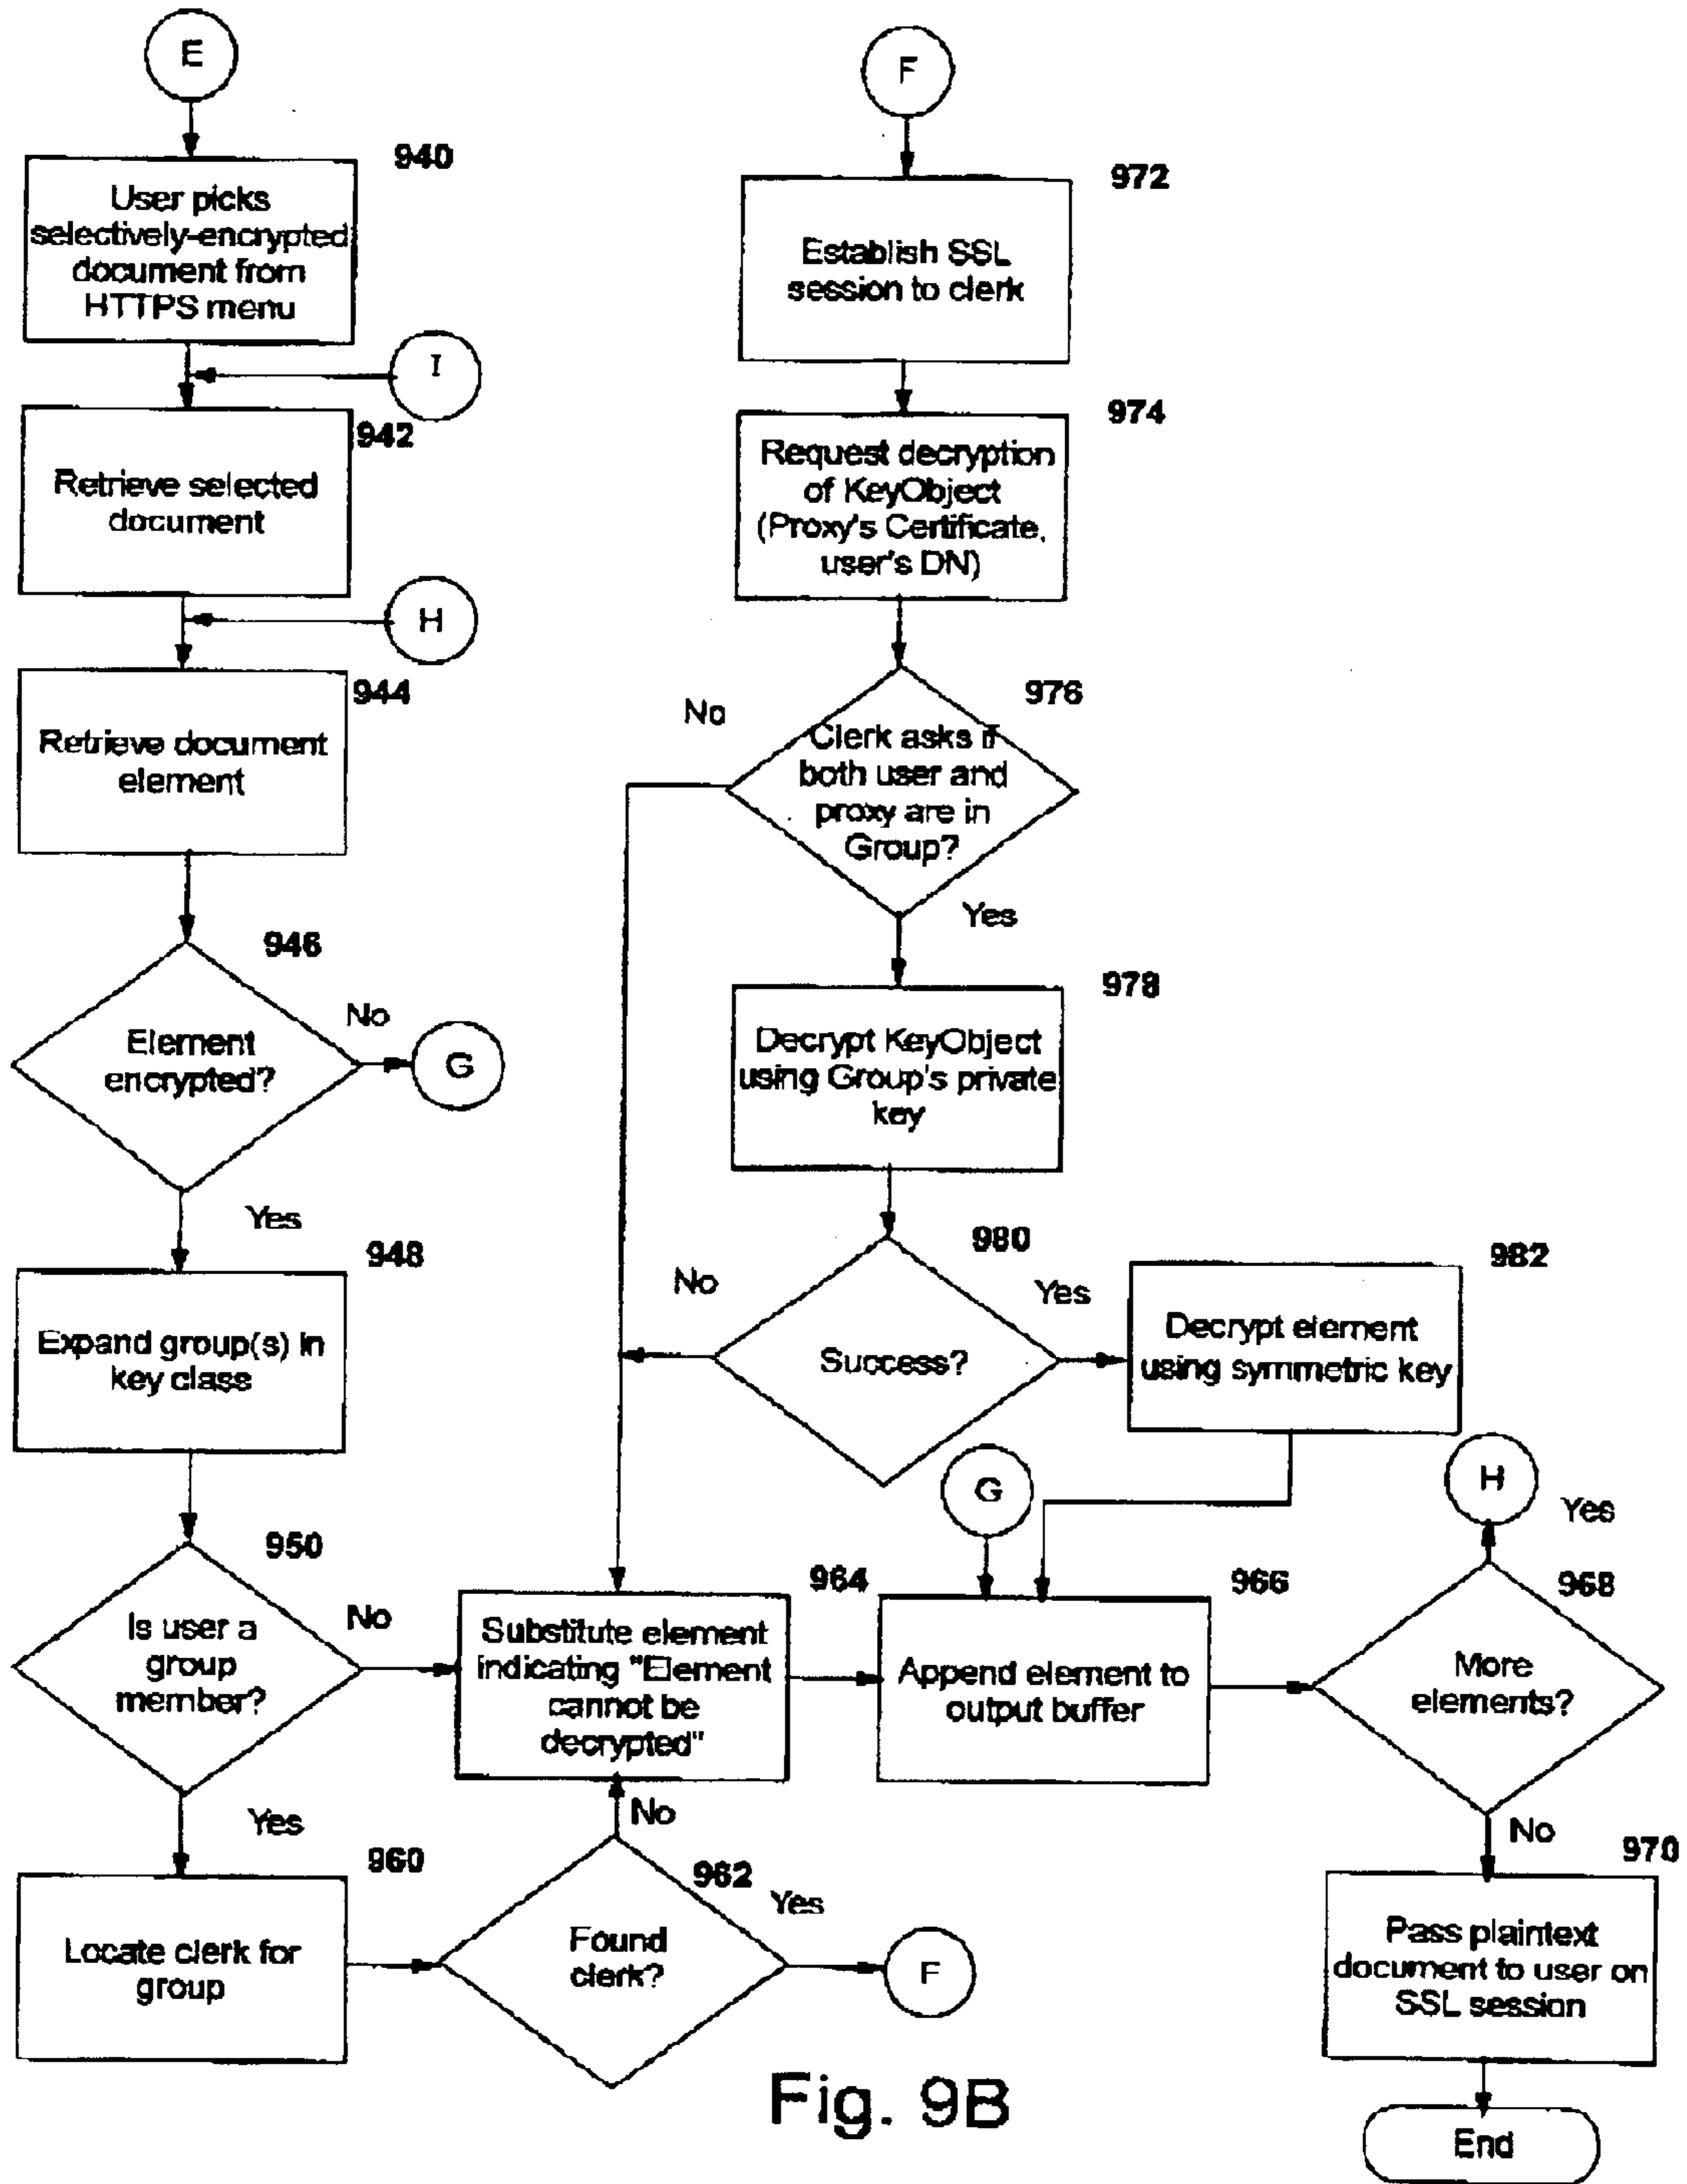 E
940
User picks
selectively-encrypted
document from
HTTPS menu
I
942
Retrieve selected
document
H
944
Retrieve document
element
946
Element
encrypted?
No
G
Yes
948
Expand group(s) in
key class
950
Is user a
group
member?
No
Yes
960
Locate clerk for
group
962
Found
clerk?
No
Yes
F
F
972
Establish SSL
session to clerk
974
Request decryption
of KeyObject
(Proxy's Certificate,
user's DN)
976
Clerk asks if
both user and
proxy are in
Group?
No
Yes
978
Decrypt KeyObject
using Group's private
key
980
Success?
No
Yes
982
Decrypt element
using symmetric key
964
Substitute element
indicating "Element
cannot be
decrypted"
G
966
Append element to
output buffer
H
Yes
968
More
elements?
No
970
Pass plaintext
document to user on
SSL session
End
Fig. 9B